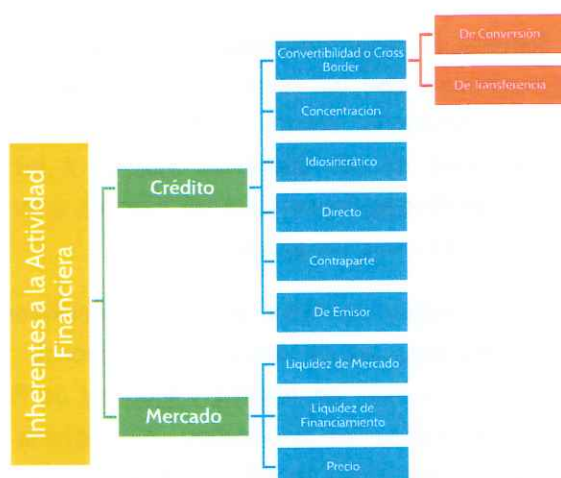 Inherentes a la Actividad
Financiera
Crédito
Convertibilidad o Cross
Border
De Conversión
De Transferencia
Concentración
Idiosincrático
Directo
Contraparte
De Emisor
Mercado
Liquidez de Mercado
Liquidez de
Financiamiento
Precio